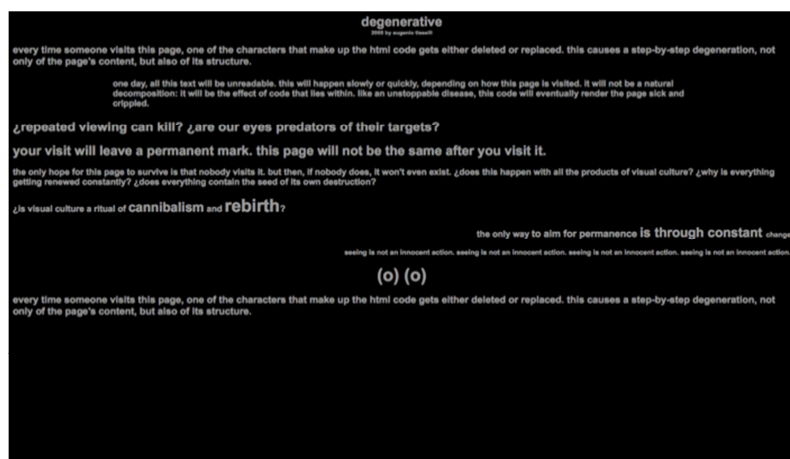 degenerative
2005 by eugenio tisselli
every time someone visits this page, one of the characters that make up the html code gets either deleted or replaced. this causes a step-by-step degeneration, not
only of the page's content, but also of its structure.
one day, all this text will be unreadable. this will happen slowly or quickly, depending on how this page is visited. it will not be a natural
decomposition: it will be the effect of code that lies within. like an unstoppable disease, this code will eventually render the page sick and
crippled.
¿repeated viewing can kill? ¿are our eyes predators of their targets?
your visit will leave a permanent mark. this page will not be the same after you visit it.
the only hope for this page to survive is that nobody visits it. but then, if nobody does, it won't even exist. ¿does this happen with all the products of visual culture? ¿why is everything
getting renewed constantly? ¿does everything contain the seed of its own destruction?
¿is visual culture a ritual of cannibalism and rebirth?
the only way to aim for permanence is through constant change
seeing is not an innocent action. seeing is not an innocent action. seeing is not an innocent action. seeing is not an innocent action.
(o) (o)
every time someone visits this page, one of the characters that make up the html code gets either deleted or replaced. this causes a step-by-step degeneration, not
only of the page's content, but also of its structure.